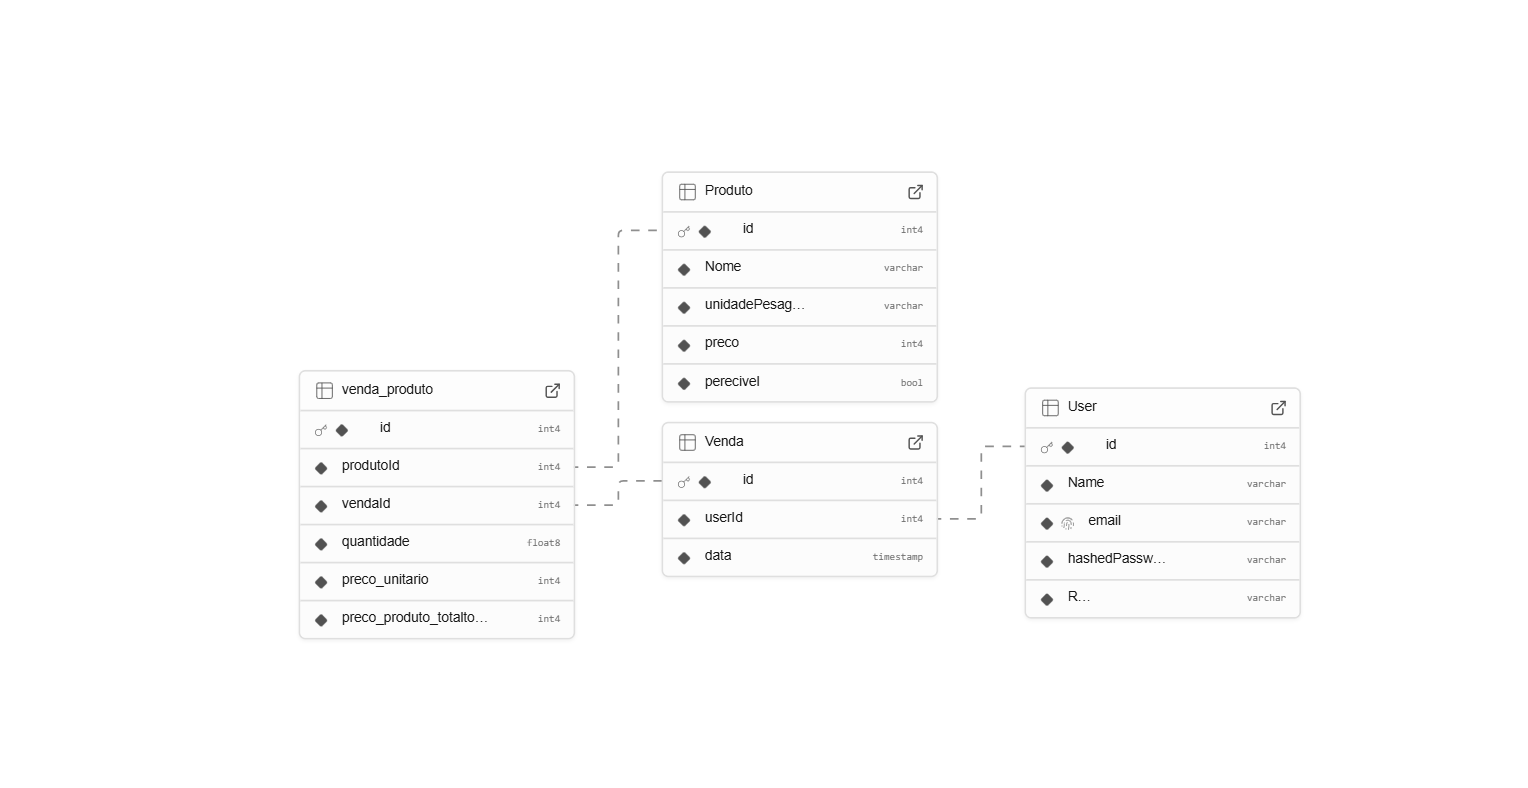 Produto
id int4
Nome varchar
unidadePesag… varchar
preco int4
perecivel bool
venda_produto
id int4
produtoId int4
vendaId int4
quantidade float8
preco_unitario int4
preco_produto_totalto… int4
Venda
id int4
userId int4
data timestamp
User
id int4
Name varchar
email varchar
hashedPassw… varchar
R… varchar